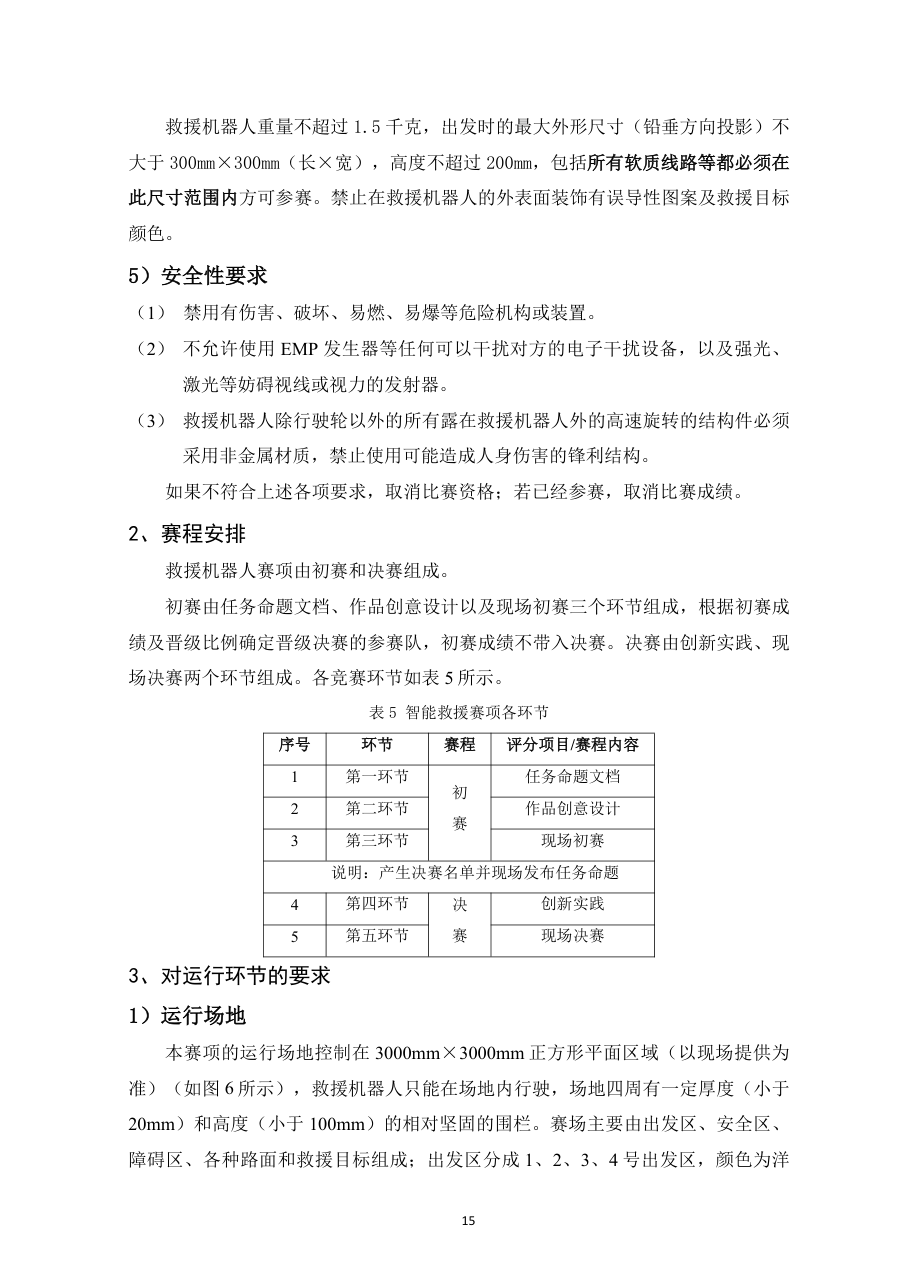 救援机器人重量不超过 1.5 千克，出发时的最大外形尺寸（铅垂方向投影）不
大于 300mm×300mm（长×宽），高度不超过 200mm，包括所有软质线路等都必须在
此尺寸范围内方可参赛。禁止在救援机器人的外表面装饰有误导性图案及救援目标
颜色。
5）安全性要求
（1） 禁用有伤害、破坏、易燃、易爆等危险机构或装置。
（2） 不允许使用 EMP 发生器等任何可以干扰对方的电子干扰设备，以及强光、
激光等妨碍视线或视力的发射器。
（3） 救援机器人除行驶轮以外的所有露在救援机器人外的高速旋转的结构件必须
采用非金属材质，禁止使用可能造成人身伤害的锋利结构。
如果不符合上述各项要求，取消比赛资格；若已经参赛，取消比赛成绩。
2、赛程安排
救援机器人赛项由初赛和决赛组成。
初赛由任务命题文档、作品创意设计以及现场初赛三个环节组成，根据初赛成
绩及晋级比例确定晋级决赛的参赛队，初赛成绩不带入决赛。决赛由创新实践、现
场决赛两个环节组成。各竞赛环节如表 5 所示。
表 5 智能救援赛项各环节
序号 环节 赛程 评分项目/赛程内容
1 第一环节 初赛 任务命题文档
2 第二环节 作品创意设计
3 第三环节 现场初赛
说明：产生决赛名单并现场发布任务命题
4 第四环节 决赛 创新实践
5 第五环节 现场决赛
3、对运行环节的要求
1）运行场地
本赛项的运行场地控制在 3000mm×3000mm 正方形平面区域（以现场提供为
准）（如图 6 所示），救援机器人只能在场地内行驶，场地四周有一定厚度（小于
20mm）和高度（小于 100mm）的相对坚固的围栏。赛场主要由出发区、安全区、
障碍区、各种路面和救援目标组成；出发区分成 1、2、3、4 号出发区，颜色为洋
15